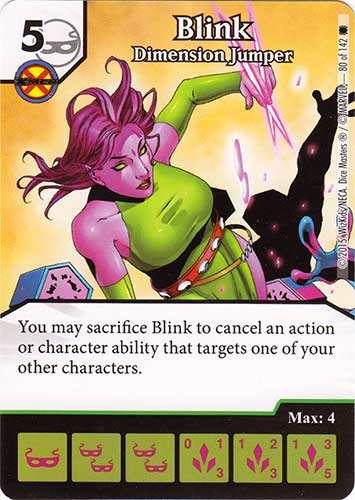 5
Blink
Dimension Jumper
© 2015 WizKids/NECA. Dice Masters ® / © MARVEL — 80 of 142
You may sacrifice Blink to cancel an action
or character ability that targets one of your
other characters.
Max: 4
0 1 3
1 2 3
1 3 5